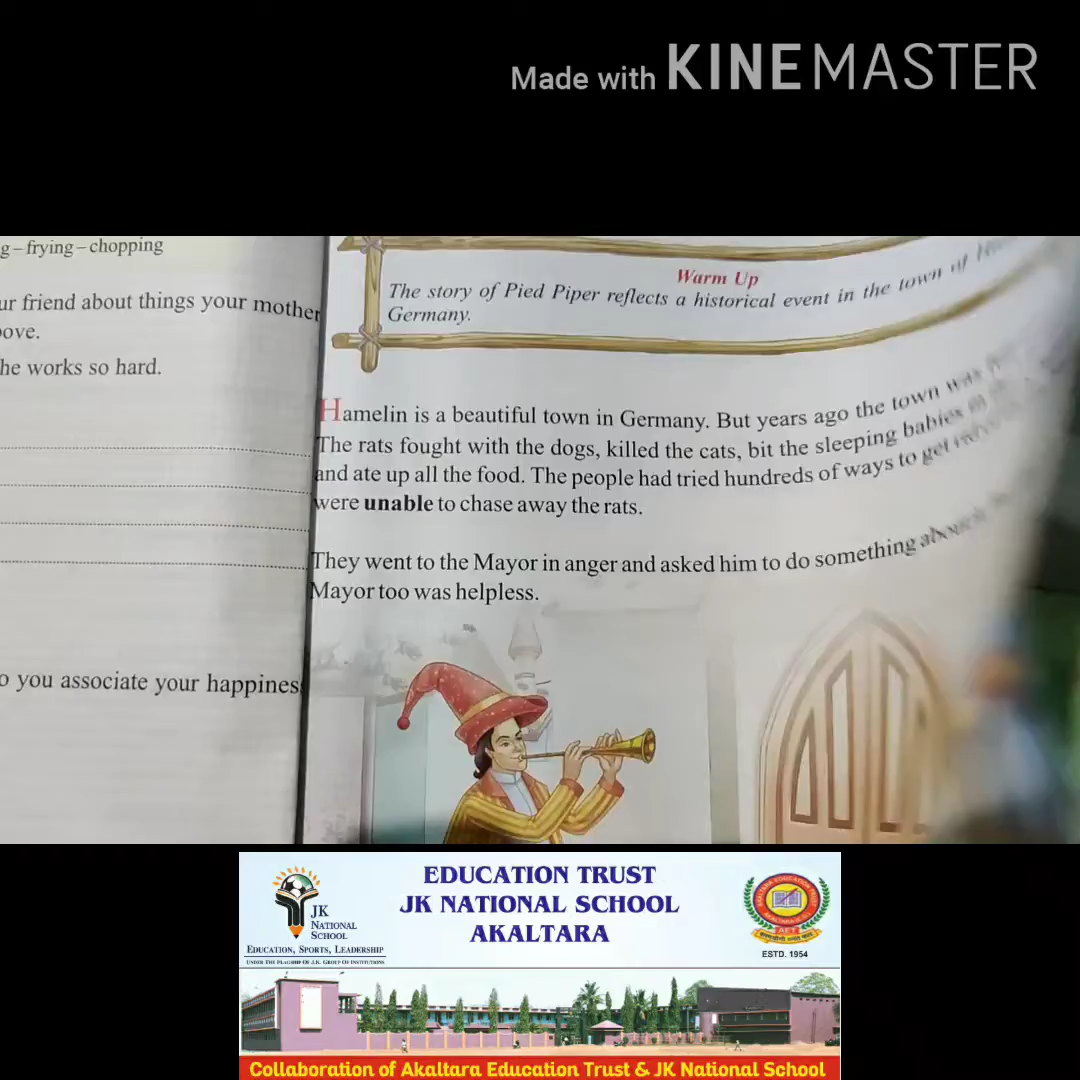 Made with KINEMASTER
g – frying – chopping
ur friend about things your mother
ove.
he works so hard.
o you associate your happines
Warm Up
The story of Pied Piper reflects a historical event in the town of
Germany.
Hamelin is a beautiful town in Germany. But years ago the town was
The rats fought with the dogs, killed the cats, bit the sleeping babies in
and ate up all the food. The people had tried hundreds of ways to get
were unable to chase away the rats.
They went to the Mayor in anger and asked him to do something about
Mayor too was helpless.
JK
NATIONAL
SCHOOL
EDUCATION, SPORTS, LEADERSHIP
UNDER THE FLAGSHIP OF J.K. GROUP OF INSTITUTIONS
EDUCATION TRUST
JK NATIONAL SCHOOL
AKALTARA
AKALTARA EDUCATION TRUST
ESTD. 1954
Collaboration of Akaltara Education Trust & JK National School